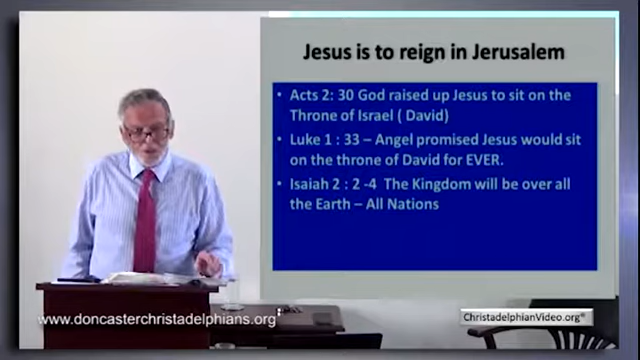 Jesus is to reign in Jerusalem
• Acts 2: 30 God raised up Jesus to sit on the
Throne of Israel ( David)
• Luke 1 : 33 – Angel promised Jesus would sit
on the throne of David for EVER.
• Isaiah 2 : 2 -4 The Kingdom will be over all
the Earth – All Nations
www.doncasterchristadelphians.org
ChristadelphianVideo.org®